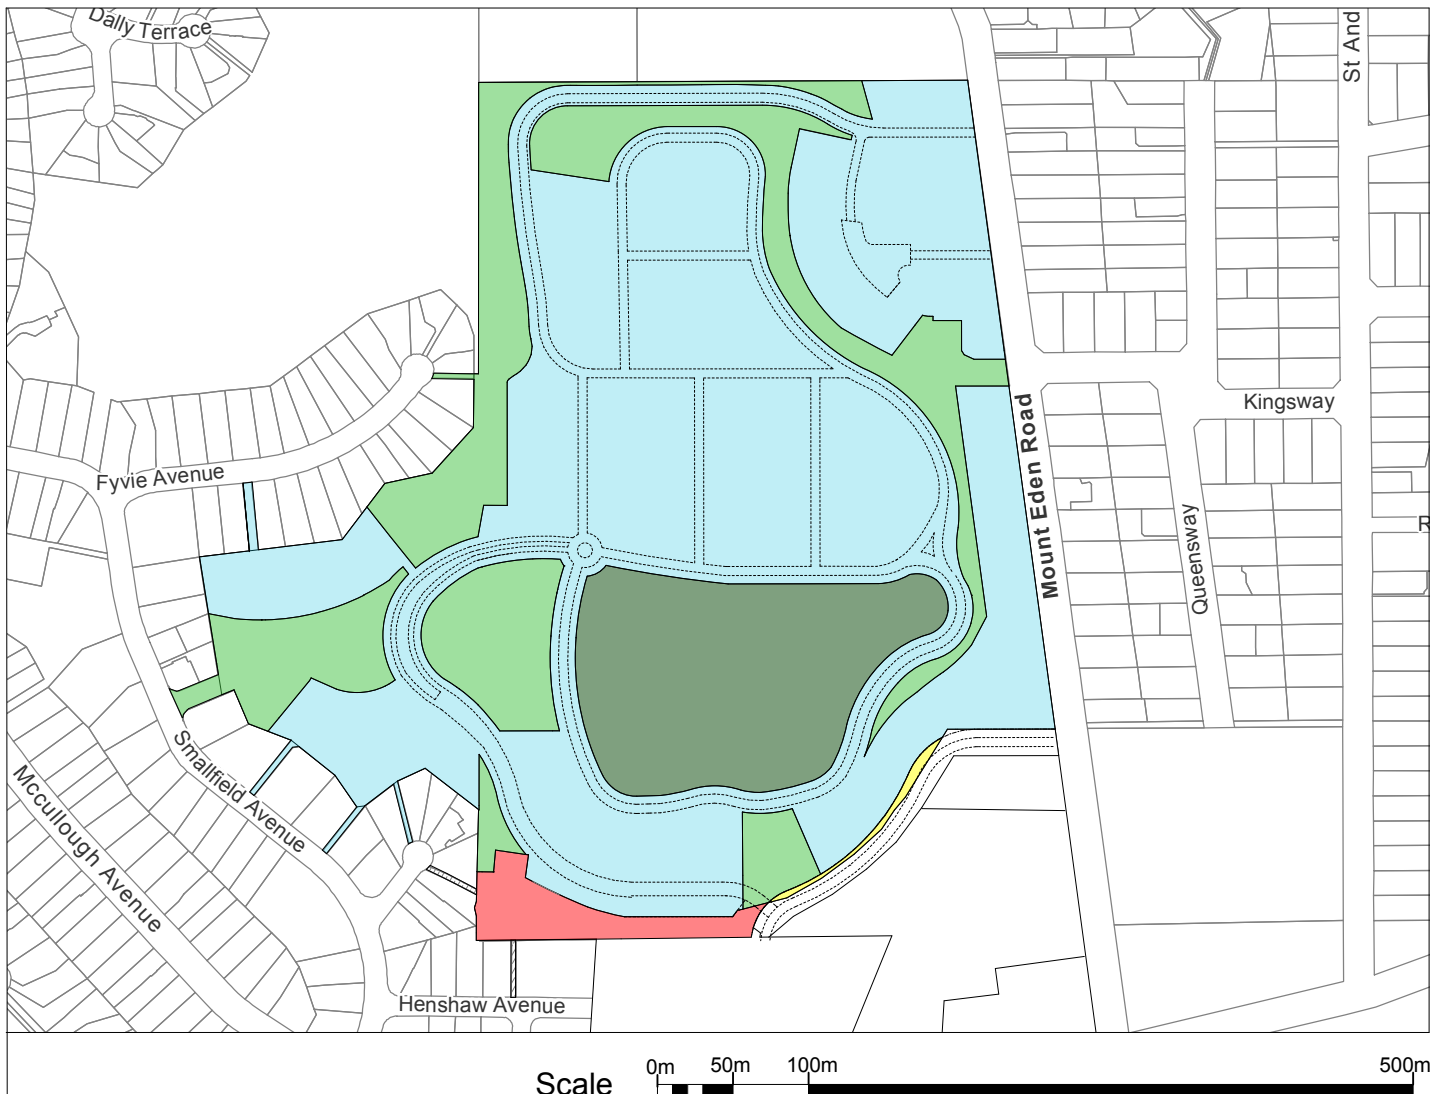 Dally Terrace
St And
Kingsway
Mount Eden Road
Fyvie Avenue
R
Queensway
Smallfield Avenue
Mccullough Avenue
Henshaw Avenue
Scale
0m 50m 100m 500m